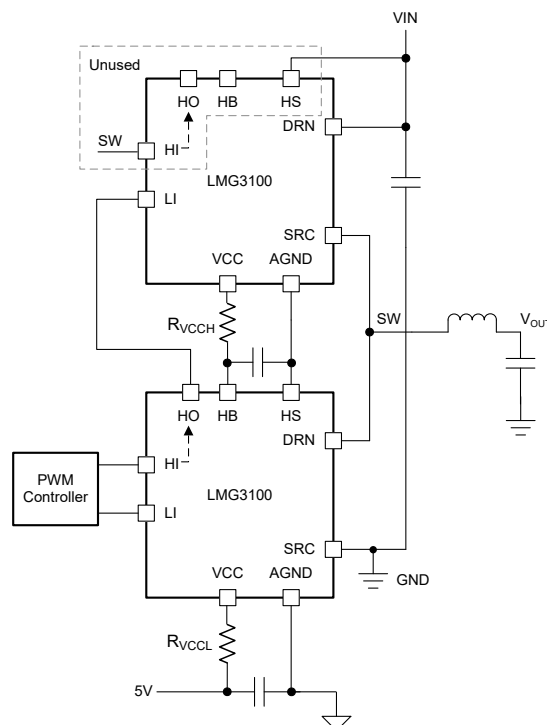 VIN
Unused
HO HB HS
DRN
SW
HI
LMG3100
LI
SRC
VCC AGND
RVCCH
SW
VOUT
HO HB HS
DRN
HI
PWM
Controller
LMG3100
LI
SRC
VCC AGND
GND
RVCCL
5V